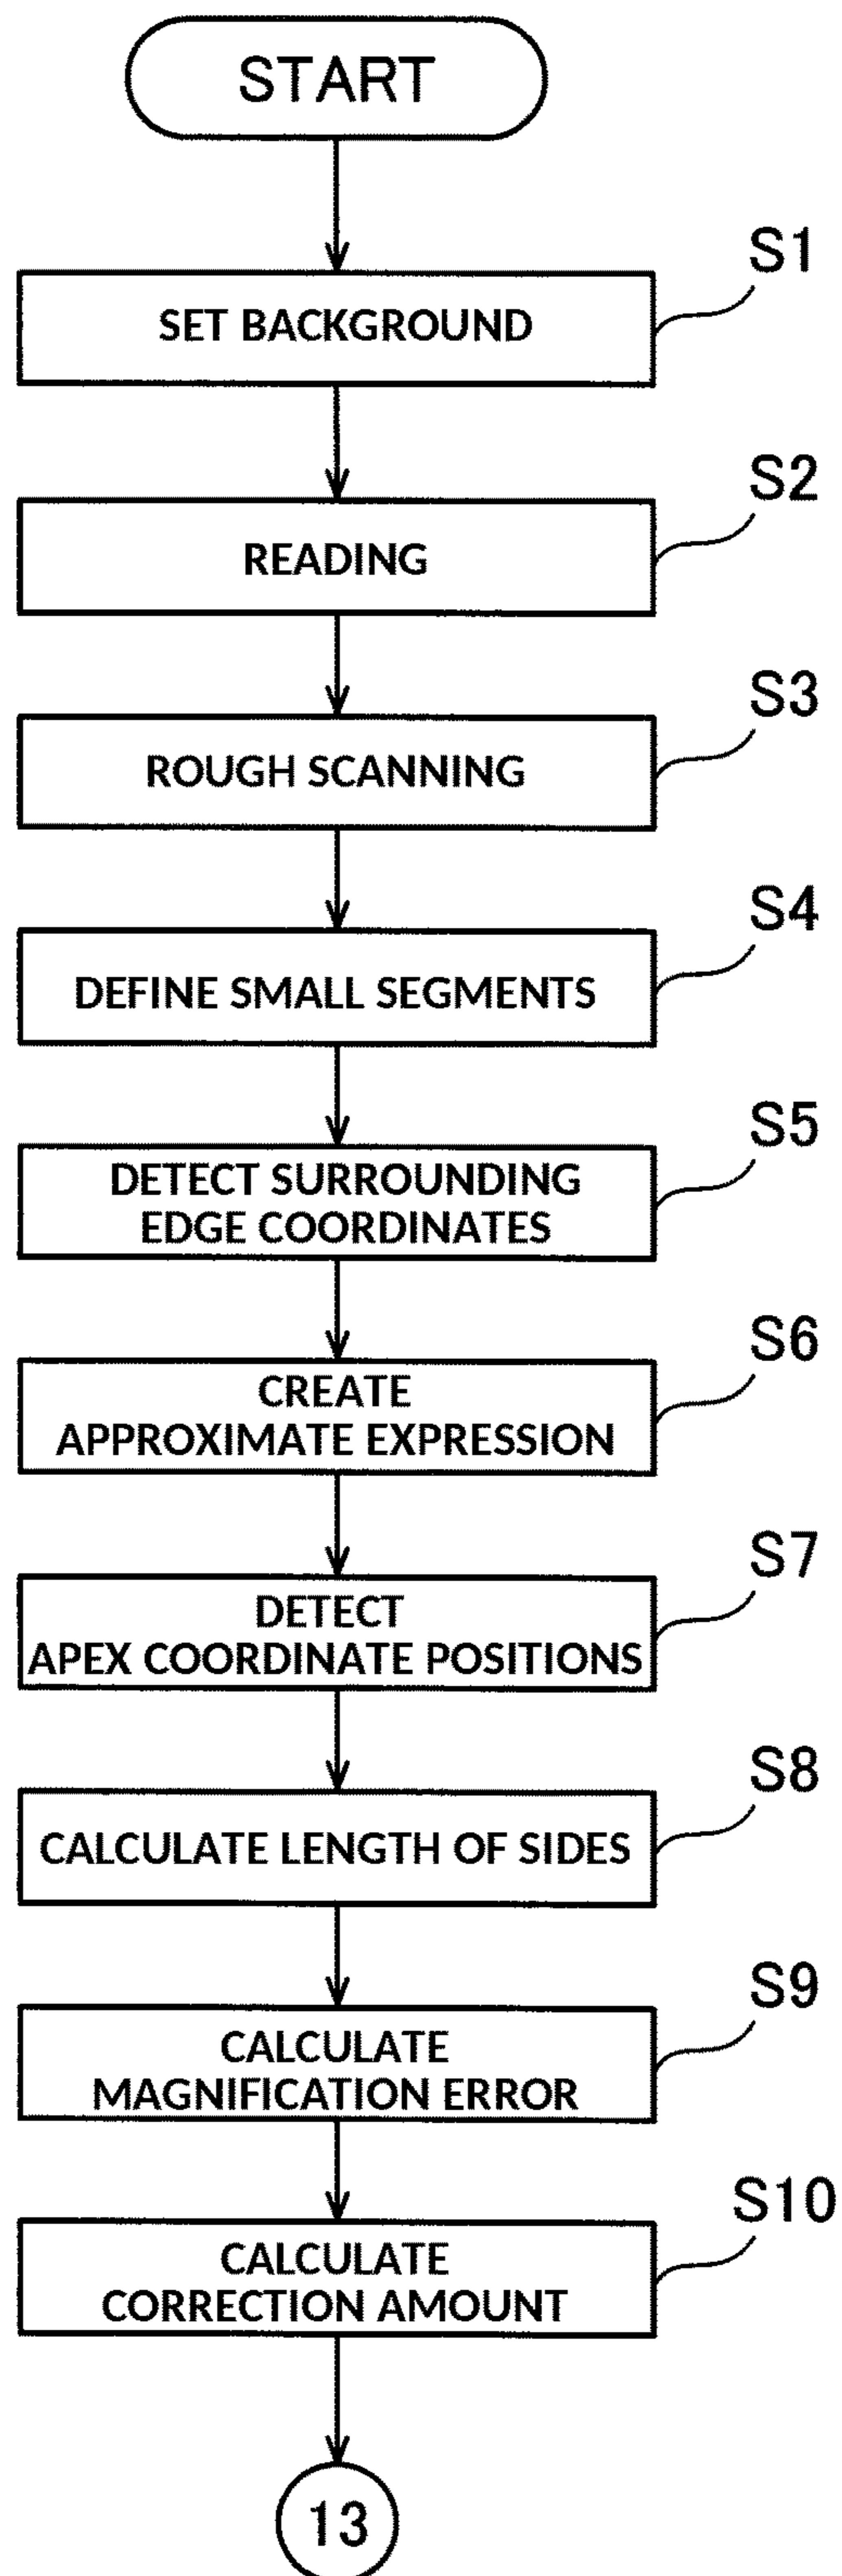 START
S1
SET BACKGROUND
S2
READING
S3
ROUGH SCANNING
S4
DEFINE SMALL SEGMENTS
S5
DETECT SURROUNDING
EDGE COORDINATES
S6
CREATE
APPROXIMATE EXPRESSION
S7
DETECT
APEX COORDINATE POSITIONS
S8
CALCULATE LENGTH OF SIDES
S9
CALCULATE
MAGNIFICATION ERROR
S10
CALCULATE
CORRECTION AMOUNT
13